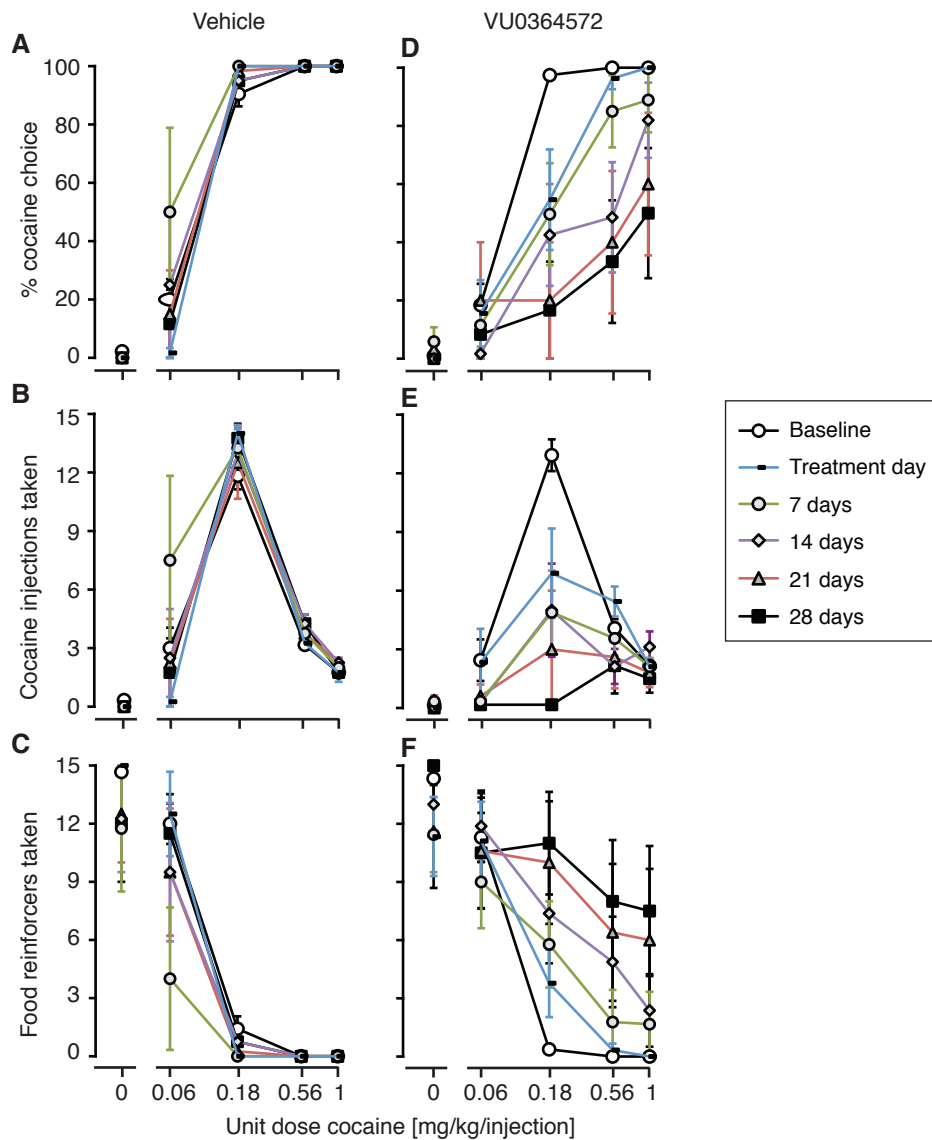 Vehicle
VU0364572
A
D
100
80
60
40
20
0
% cocaine choice
B
E
15
12
9
6
3
0
Cocaine injections taken
Baseline
Treatment day
7 days
14 days
21 days
28 days
C
F
15
12
9
6
3
0
Food reinforcers taken
0 0.06 0.18 0.56 1
0 0.06 0.18 0.56 1
Unit dose cocaine [mg/kg/injection]